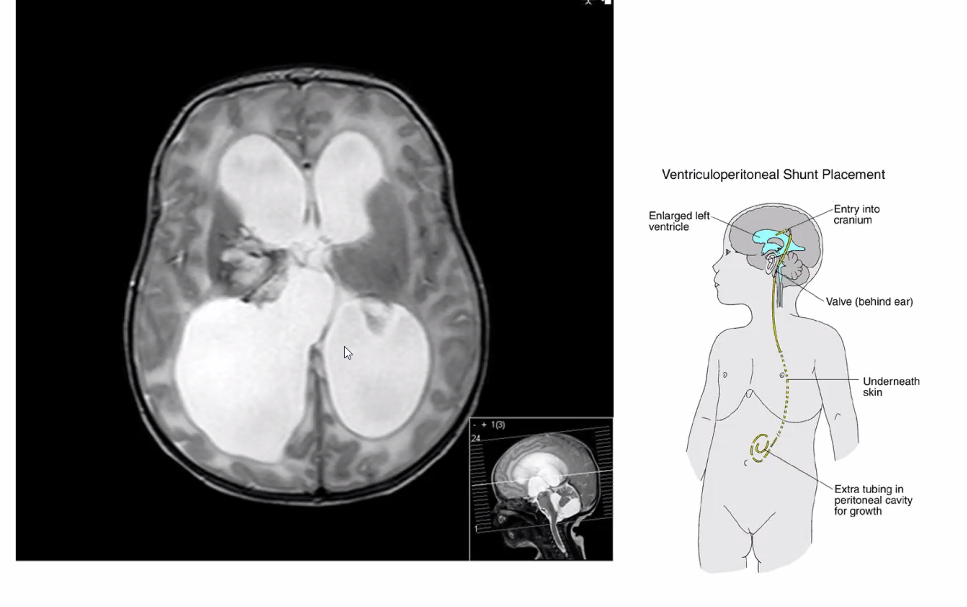 - + 1(3)
24
1
Ventriculoperitoneal Shunt Placement
Enlarged left
ventricle
Entry into
cranium
Valve (behind ear)
Underneath
skin
Extra tubing in
peritoneal cavity
for growth